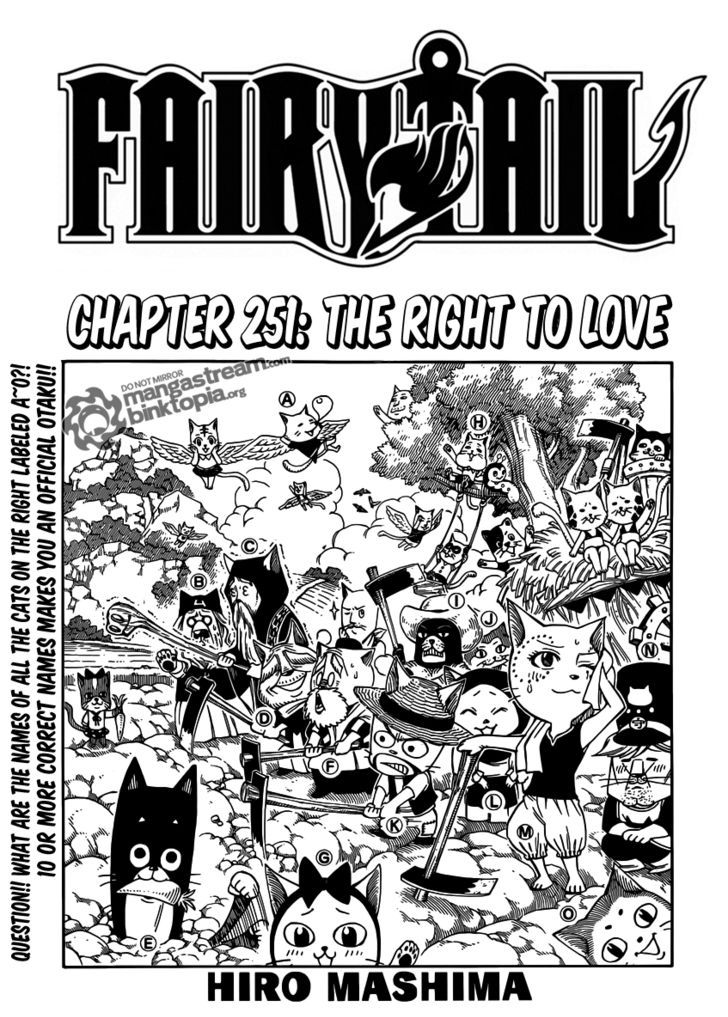 FAIRY TAIL
CHAPTER 251: THE RIGHT TO LOVE
QUESTION!! WHAT ARE THE NAMES OF ALL THE CATS ON THE RIGHT LABELED A~O?!
10 OR MORE CORRECT NAMES MAKES YOU AN OFFICIAL OTAKU!!
DO NOT MIRROR
mangastream.com
binktopia.org
A
H
C
B
I
J
N
D
F
K
L
M
G
E
O
HIRO MASHIMA